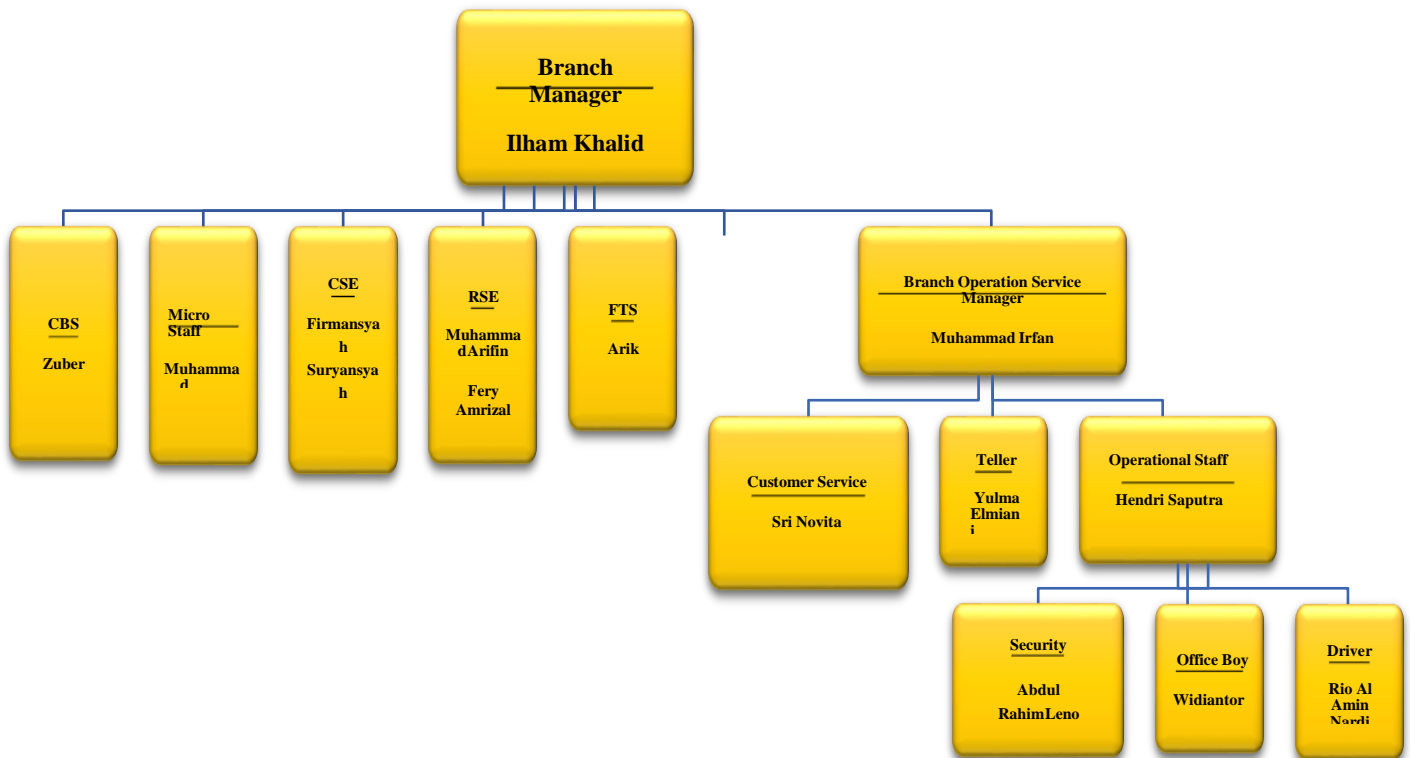 Branch
Manager
Ilham Khalid
CBS
Zuber
Micro
Staff
Muhamma
d
CSE
Firmansya
h
Suryansya
h
RSE
Muhamma
dArifin
Fery
Amrizal
FTS
Arik
Branch Operation Service
Manager
Muhammad Irfan
Customer Service
Sri Novita
Teller
Yulma
Elmian
i
Operational Staff
Hendri Saputra
Security
Abdul
RahimLeno
Office Boy
Widiantor
Driver
Rio Al
Amin
Nardi